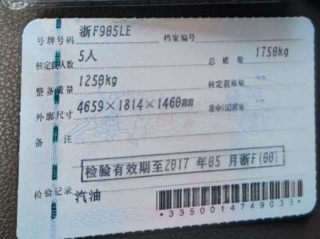 号牌号码 浙F905LE 档案编号
核定载人数 5人 总质量 1750kg
整备质量 1250kg 核定载质量
外廓尺寸 4659×1814×1460㎜ 准牵引总质量
备注
检验有效期至2017年05月浙F(00)
检验记录 汽油
*3350014749033*